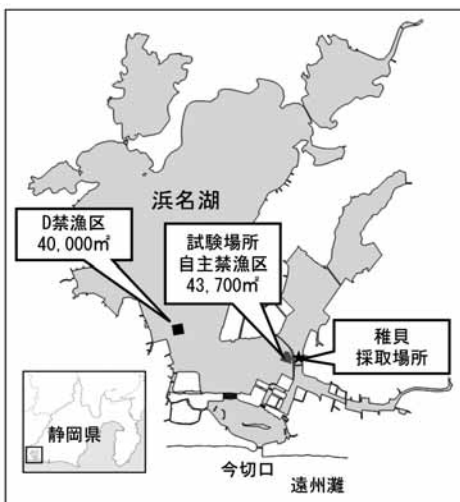 浜名湖
D禁漁区
40,000㎡
試験場所
自主禁漁区
43,700㎡
稚貝
採取場所
静岡県
今切口
遠州灘